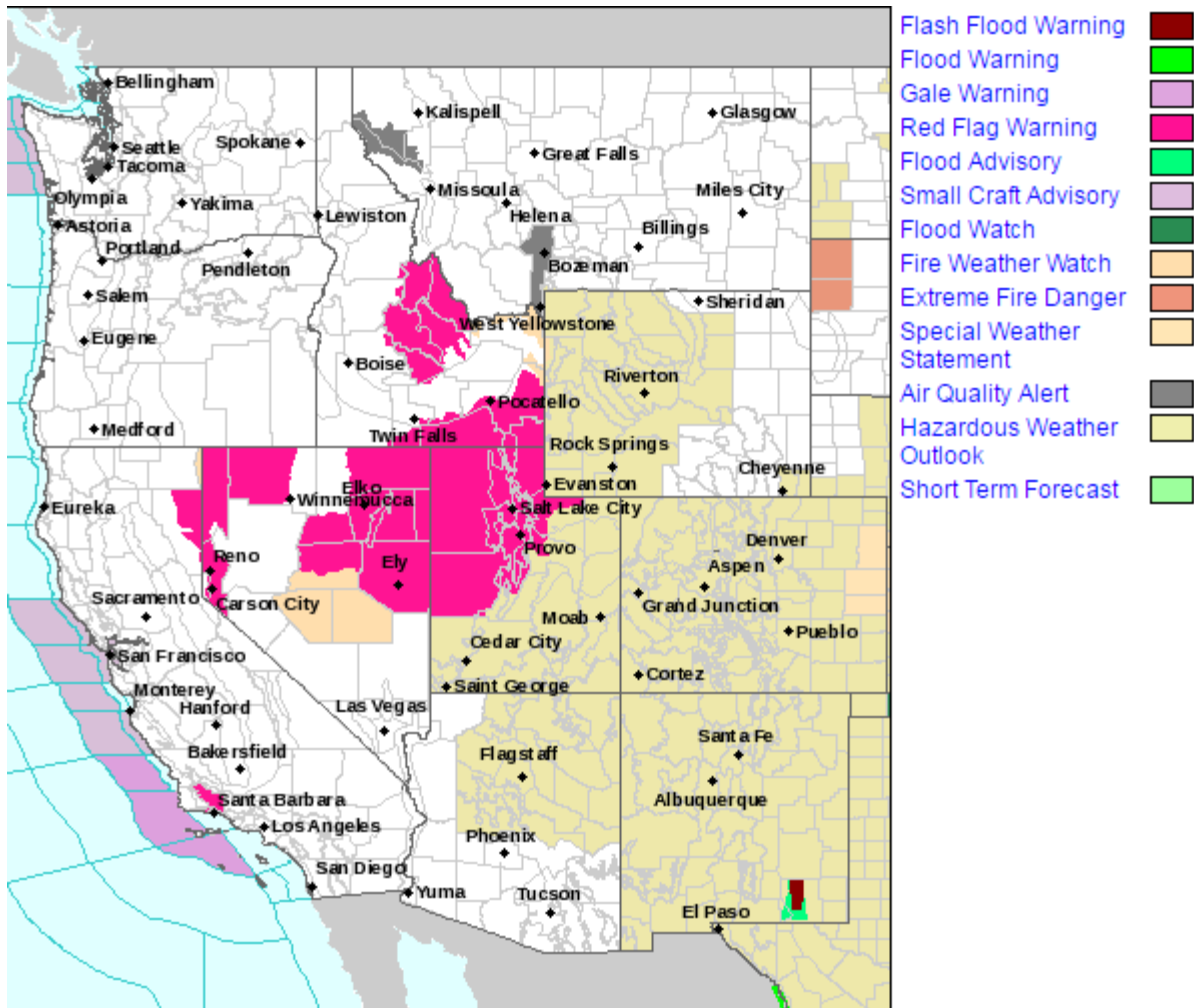 Bellingham
Kalispell
Glasgow
Seattle
Spokane
Great Falls
Tacoma
Olympia
Yakima
Missoula
Miles City
Lewiston
Helena
Astoria
Billings
Portland
Pendleton
Bozeman
Salem
Sheridan
West Yellowstone
Eugene
Boise
Riverton
Pocatello
Medford
Twin Falls
Rock Springs
Cheyenne
Elko
Evanston
Winnemucca
Eureka
Salt Lake City
Provo
Denver
Reno
Ely
Aspen
Sacramento
Carson City
Grand Junction
Moab
Pueblo
Cedar City
San Francisco
Cortez
Saint George
Monterey
Hanford
Las Vegas
Santa Fe
Bakersfield
Flagstaff
Santa Barbara
Albuquerque
Los Angeles
Phoenix
San Diego
Yuma
Tucson
El Paso
Flash Flood Warning
Flood Warning
Gale Warning
Red Flag Warning
Flood Advisory
Small Craft Advisory
Flood Watch
Fire Weather Watch
Extreme Fire Danger
Special Weather
Statement
Air Quality Alert
Hazardous Weather
Outlook
Short Term Forecast